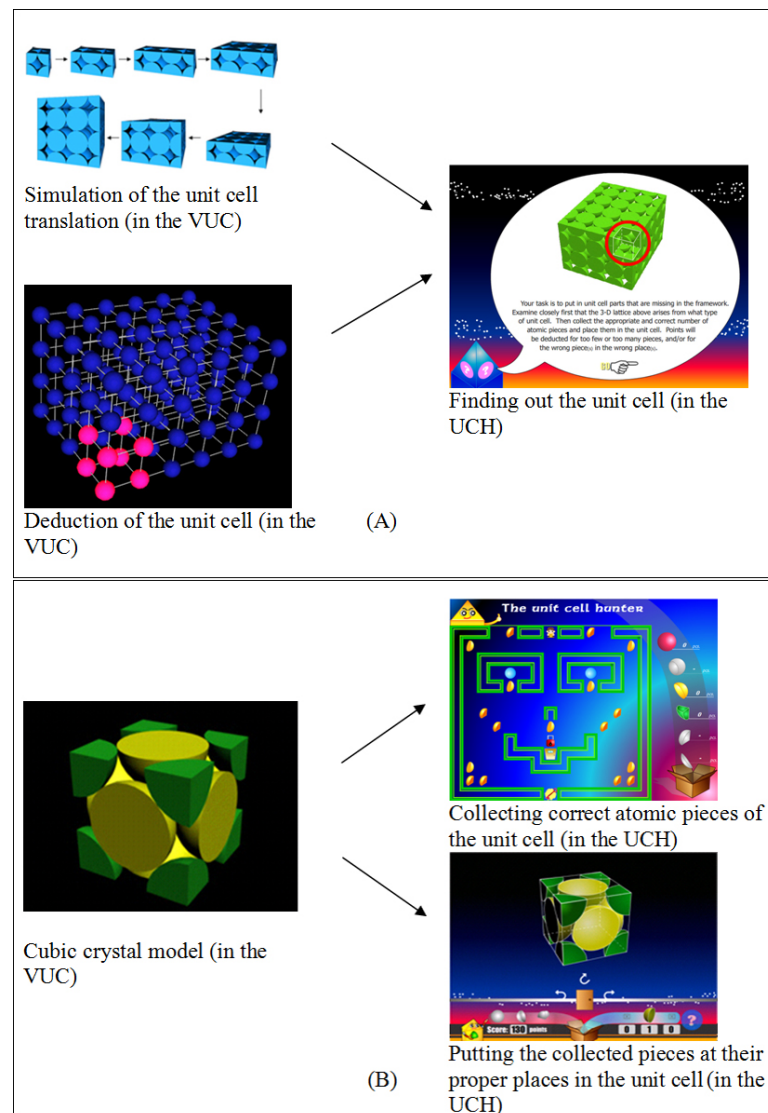 Simulation of the unit cell
translation (in the VUC)
Your task is to put in unit cell parts that are missing in the framework.
Examine closely first that the 3-D lattice above arises from what type
of unit cell. Then collect the appropriate and correct number of
atomic pieces and place them in the unit cell. Points will
be deducted for too few or too many pieces, and/or for
the wrong piece(s) in the wrong place(s).
Finding out the unit cell (in the
UCH)
Deduction of the unit cell (in the
VUC)
(A)
The unit cell hunter
0
0
0
Collecting correct atomic pieces of
the unit cell (in the UCH)
Cubic crystal model (in the
VUC)
Score: 130 points
0 1 0
?
Putting the collected pieces at their
proper places in the unit cell (in the
UCH)
(B)